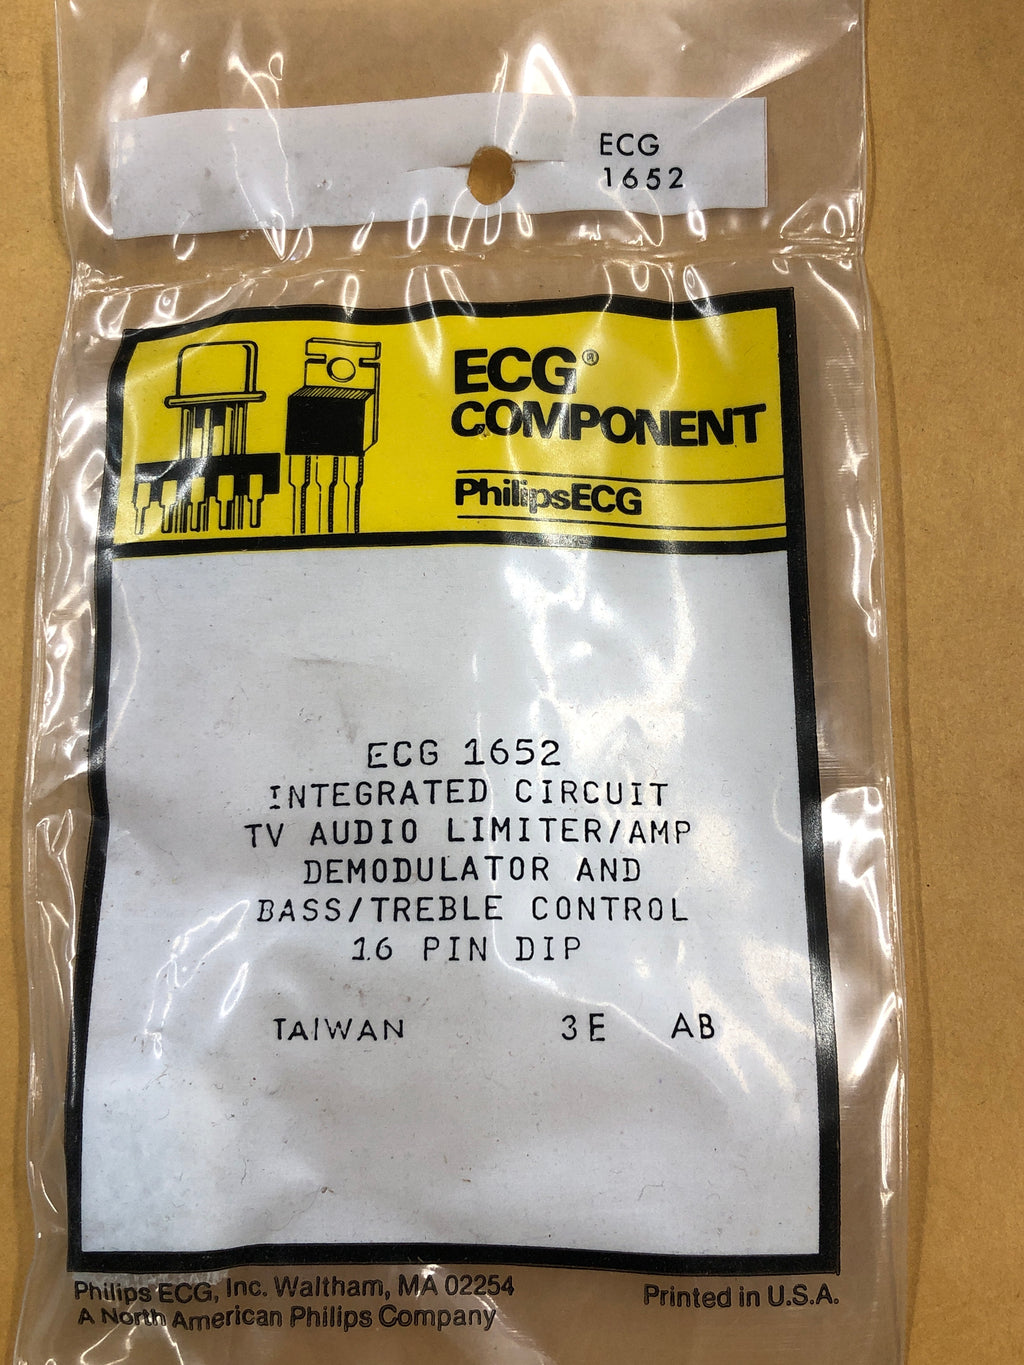 ECG
1652
ECG®
COMPONENT
PhilipsECG
ECG 1652
INTEGRATED CIRCUIT
TV AUDIO LIMITER/AMP
DEMODULATOR AND
BASS/TREBLE CONTROL
16 PIN DIP
TAIWAN 3E AB
Philips ECG, Inc. Waltham, MA 02254
A North American Philips Company
Printed in U.S.A.